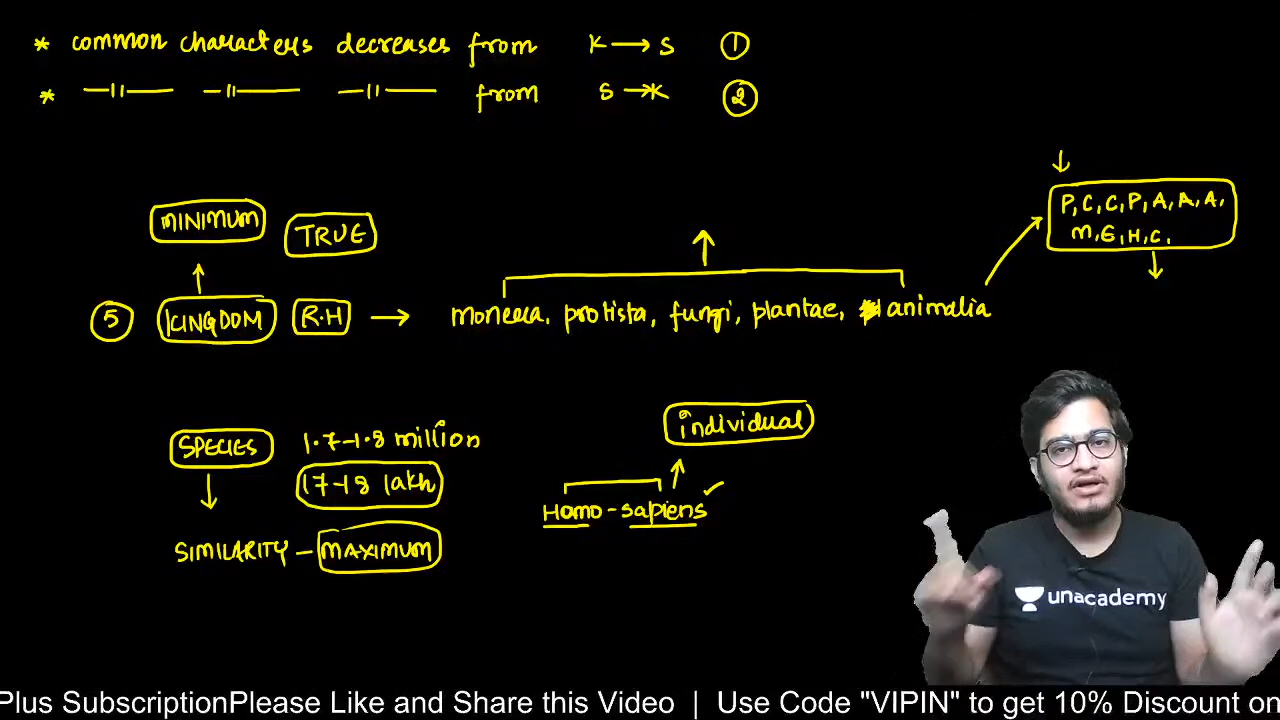 * common characters decreases from K → S ①
* —||— —||— —||— from S → K ②
MINIMUM
TRUE
P, C, C, P, A, A, A,
M, E, H, C,
⑤ KINGDOM R.H → monera, protista, fungi, plantae, animalia
individual
SPECIES 1.7-1.8 million
17-18 lakh
Homo-sapiens ✓
SIMILARITY - MAXIMUM
unacademy
Plus SubscriptionPlease Like and Share this Video | Use Code "VIPIN" to get 10% Discount on